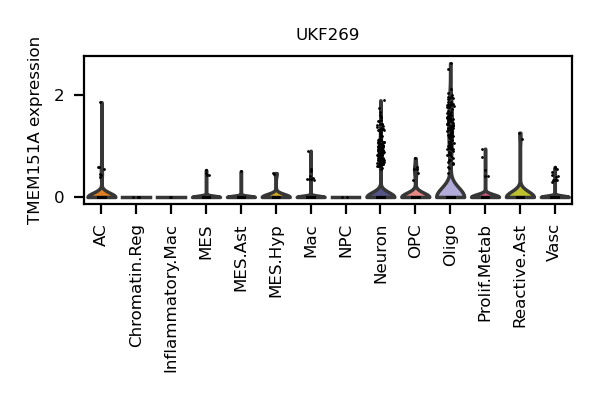 UKF269
TMEM151A expression
2
0
AC
Chromatin.Reg
Inflammatory.Mac
MES
MES.Ast
MES.Hyp
Mac
NPC
Neuron
OPC
Oligo
Prolif.Metab
Reactive.Ast
Vasc